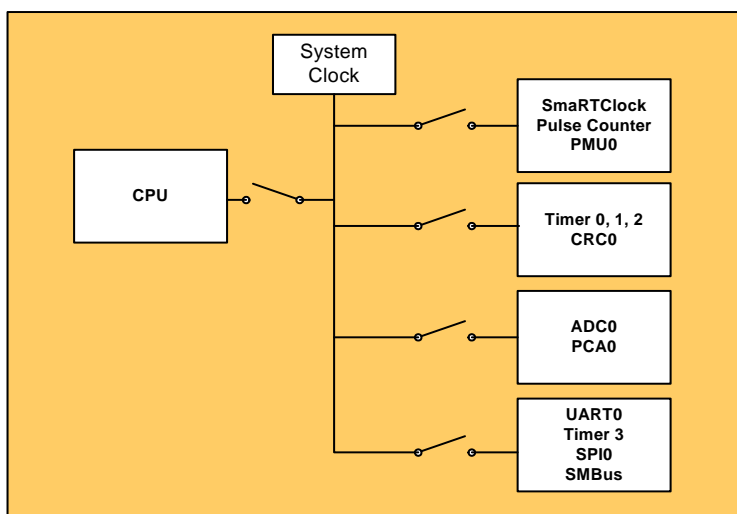 System
Clock
SmaRTClock
Pulse Counter
PMU0
CPU
Timer 0, 1, 2
CRC0
ADC0
PCA0
UART0
Timer 3
SPI0
SMBus